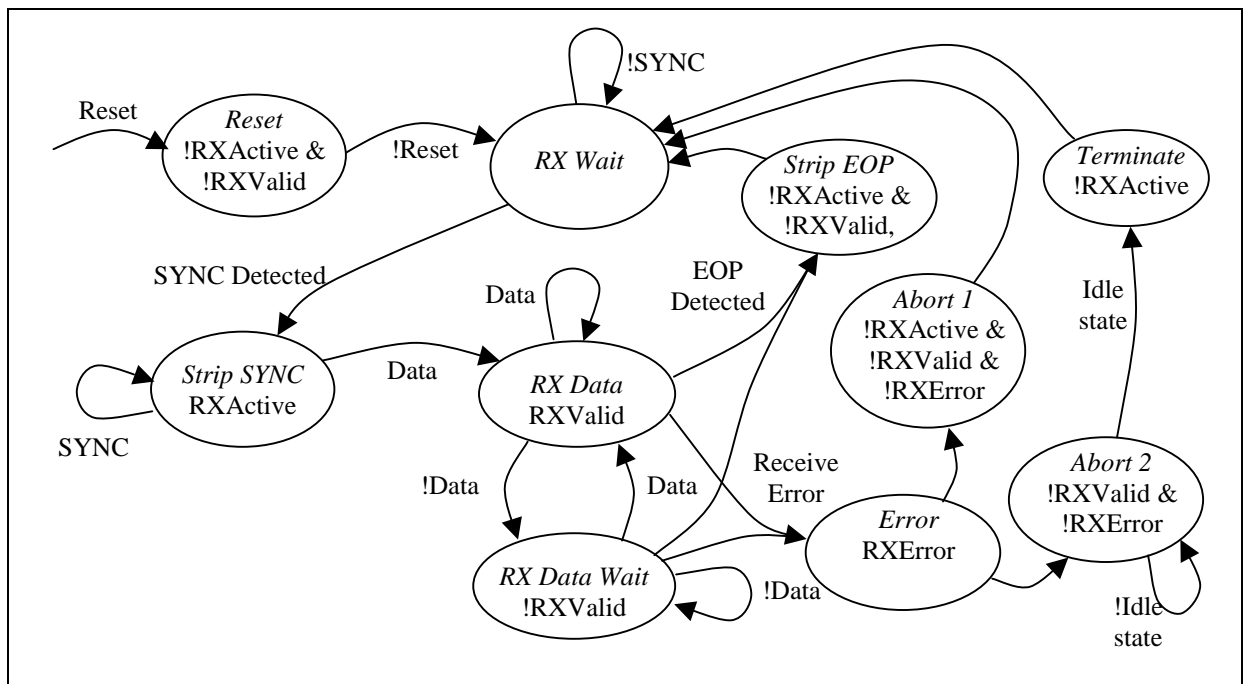 !SYNC
Reset
Reset
!RXActive &
!RXValid
!Reset
RX Wait
Strip EOP
!RXActive &
!RXValid,
Terminate
!RXActive
SYNC Detected
Data
EOP
Detected
Abort 1
!RXActive &
!RXValid &
!RXError
Idle
state
Strip SYNC
RXActive
Data
RX Data
RXValid
SYNC
!Data
Data
Receive
Error
Error
RXError
Abort 2
!RXValid &
!RXError
RX Data Wait
!RXValid
!Data
!Idle
state